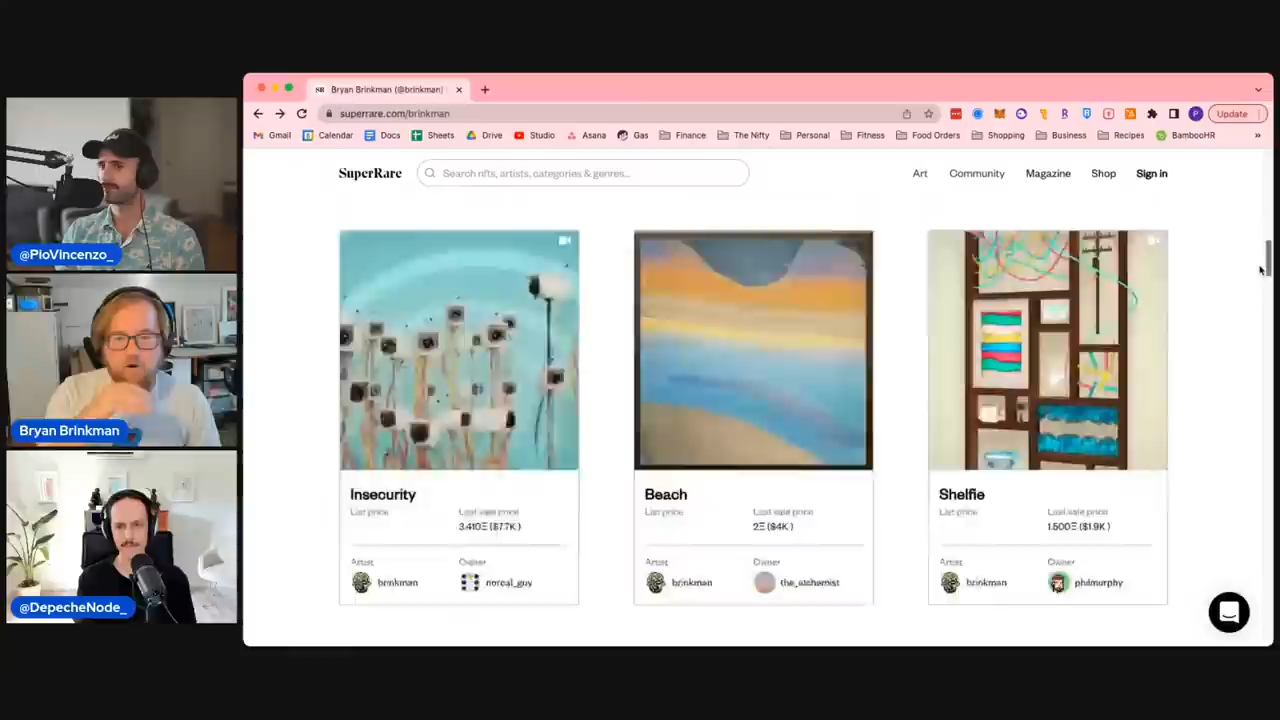 @PioVincenzo_
Bryan Brinkman
@DepecheNode_
SR Bryan Brinkman (@brinkman)
superrare.com/brinkman
Update
Gmail Calendar Docs Sheets Drive Studio Asana Gas Finance The Nifty Personal Fitness Food Orders Shopping Business Recipes BambooHR »
SuperRare Search nfts, artists, categories & genres... Art Community Magazine Shop Sign in
Insecurity
List price Last sale price
3.410Ξ ($7.7K)
Artist Owner
brinkman noreal_guy
Beach
List price Last sale price
2Ξ ($4K)
Artist Owner
brinkman the_alchemist
Shelfie
List price Last sale price
1.500Ξ ($1.9K)
Artist Owner
brinkman philmurphy